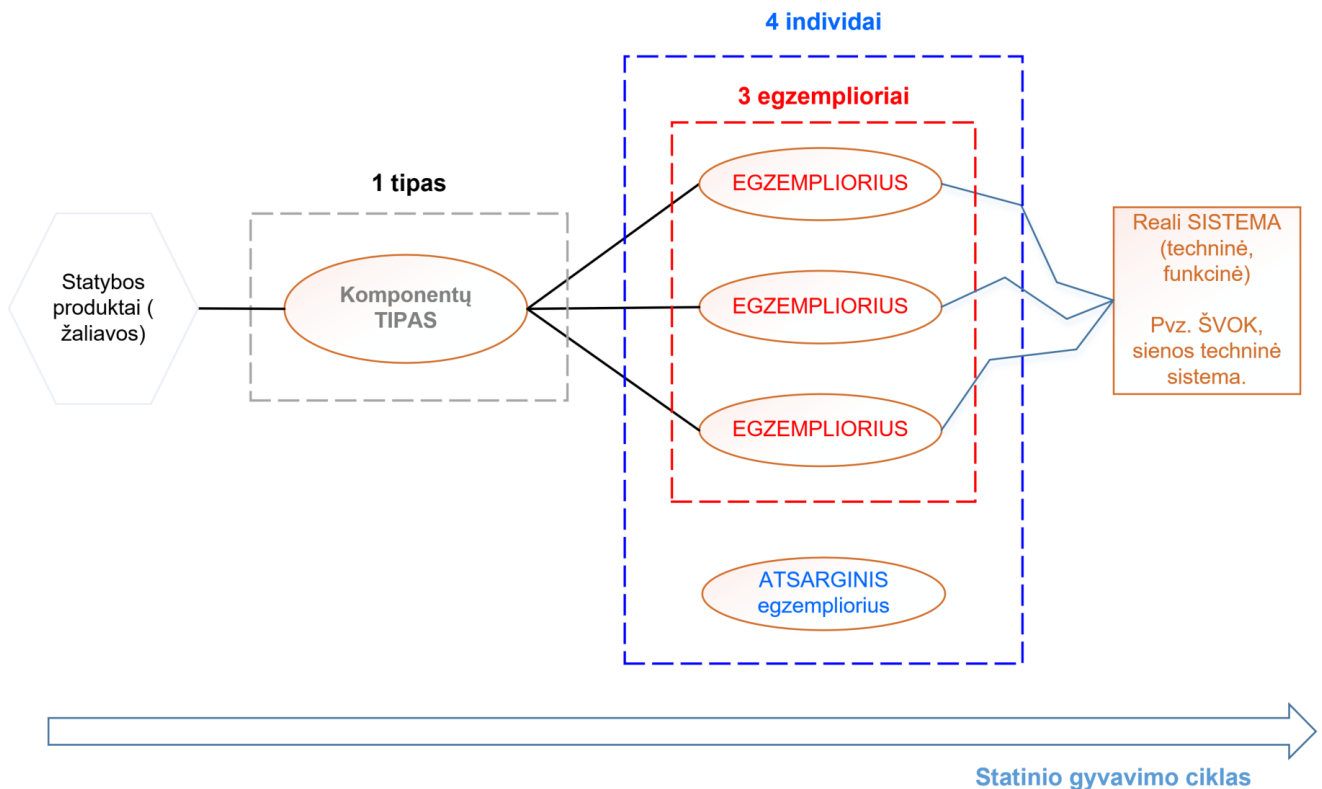 4 individai
3 egzemplioriai
1 tipas
EGZEMPLIORIUS
Statybos
produktai (
žaliavos)
Komponentų
TIPAS
EGZEMPLIORIUS
EGZEMPLIORIUS
Reali SISTEMA
(techninė,
funkcinė)
Pvz. ŠVOK,
sienos techninė
sistema.
ATSARGINIS
egzempliorius
Statinio gyvavimo ciklas